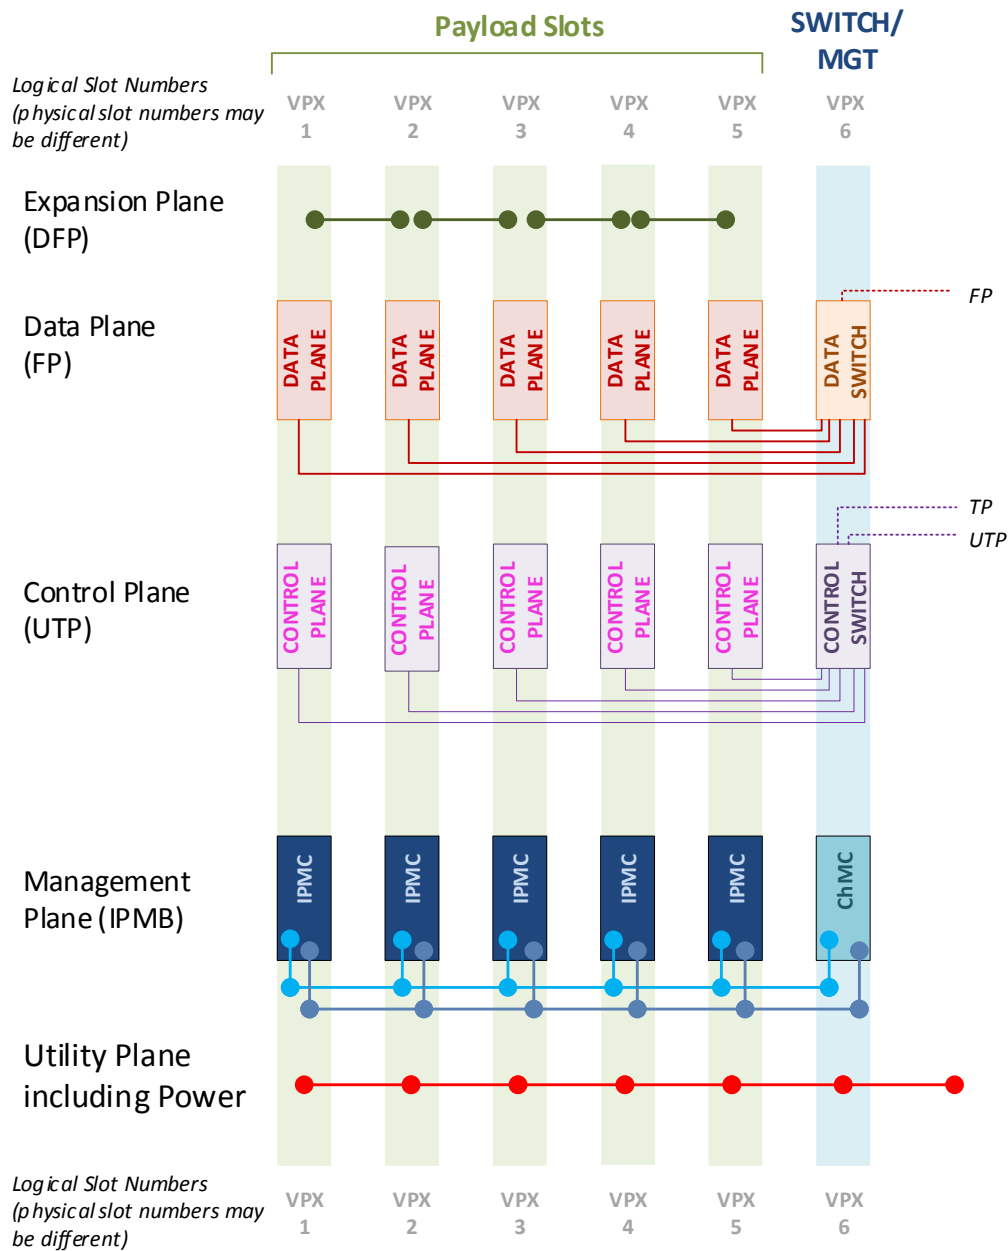 Payload Slots
SWITCH/
MGT
Logical Slot Numbers
(physical slot numbers may
be different)
VPX
1
VPX
2
VPX
3
VPX
4
VPX
5
VPX
6
Expansion Plane
(DFP)
Data Plane
(FP)
DATA
PLANE
DATA
PLANE
DATA
PLANE
DATA
PLANE
DATA
PLANE
DATA
SWITCH
FP
Control Plane
(UTP)
CONTROL
PLANE
CONTROL
PLANE
CONTROL
PLANE
CONTROL
PLANE
CONTROL
PLANE
CONTROL
SWITCH
TP
UTP
Management
Plane (IPMB)
IPMC
IPMC
IPMC
IPMC
IPMC
ChMC
Utility Plane
including Power
Logical Slot Numbers
(physical slot numbers may
be different)
VPX
1
VPX
2
VPX
3
VPX
4
VPX
5
VPX
6